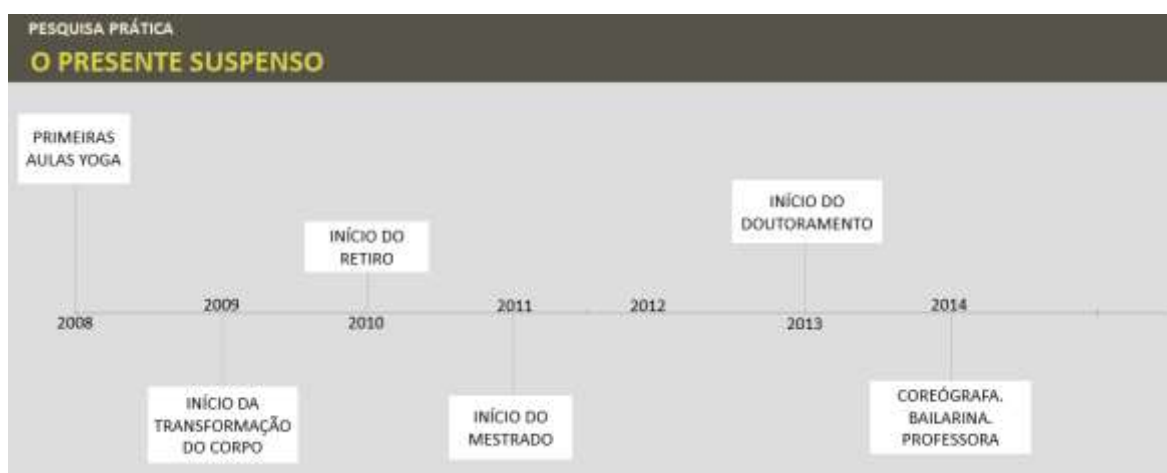 PESQUISA PRÁTICA
O PRESENTE SUSPENSO
PRIMEIRAS
AULAS YOGA
INÍCIO DO
DOUTORAMENTO
INÍCIO DO
RETIRO
2009
2011
2012
2014
2008
2010
2013
INÍCIO DA
TRANSFORMAÇÃO
DO CORPO
INÍCIO DO
MESTRADO
COREÓGRAFA.
BAILARINA.
PROFESSORA